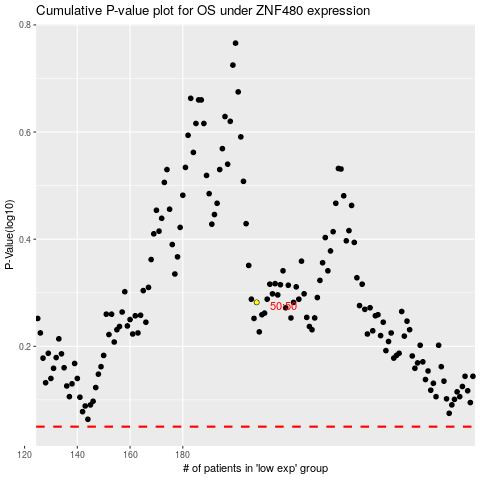 Cumulative P-value plot for OS under ZNF480 expression
0.8
0.6
0.4
0.2
P-Value(log10)
50:50
120 140 160 180
# of patients in 'low exp' group